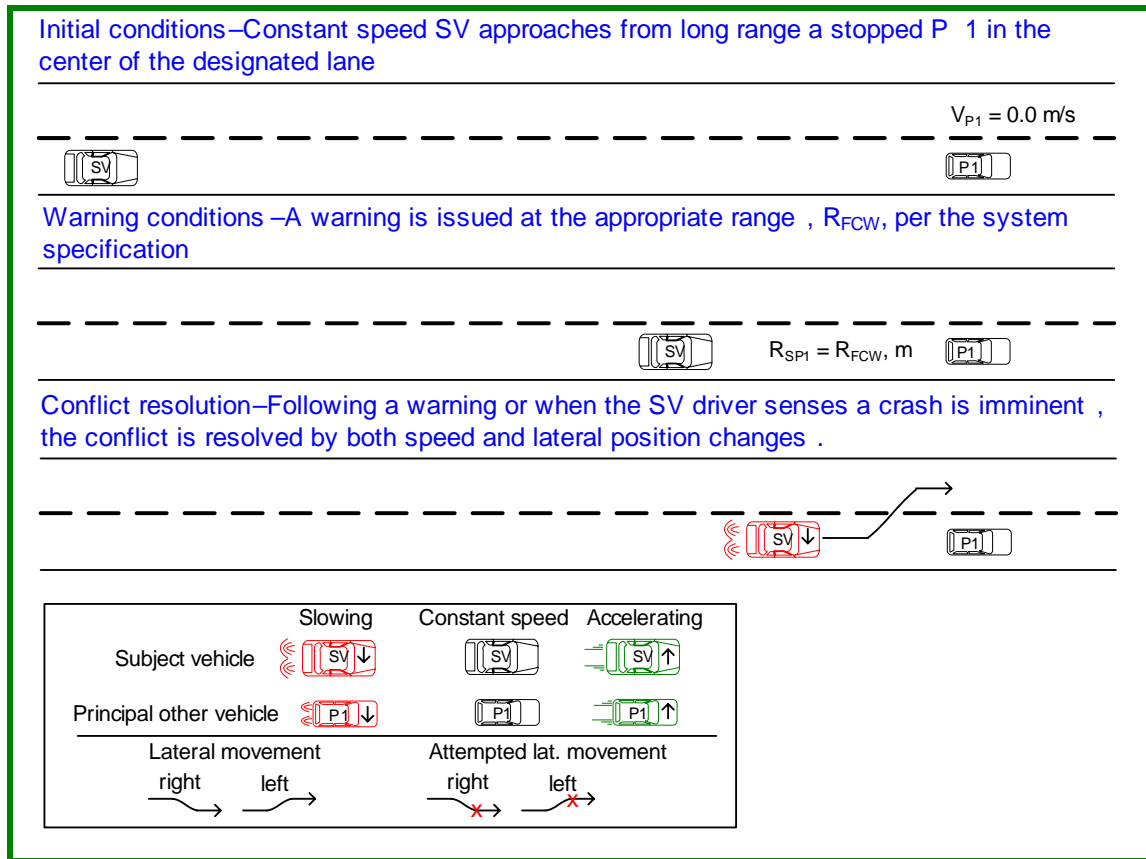 Initial conditions–Constant speed SV approaches from long range a stopped P 1 in the
center of the designated lane
V_P1 = 0.0 m/s
SV
P1
Warning conditions –A warning is issued at the appropriate range , R_FCW, per the system
specification
SV
R_SP1 = R_FCW, m
P1
Conflict resolution–Following a warning or when the SV driver senses a crash is imminent ,
the conflict is resolved by both speed and lateral position changes .
SV
P1
Slowing Constant speed Accelerating
Subject vehicle SV SV SV
Principal other vehicle P1 P1 P1
Lateral movement Attempted lat. movement
right left right left